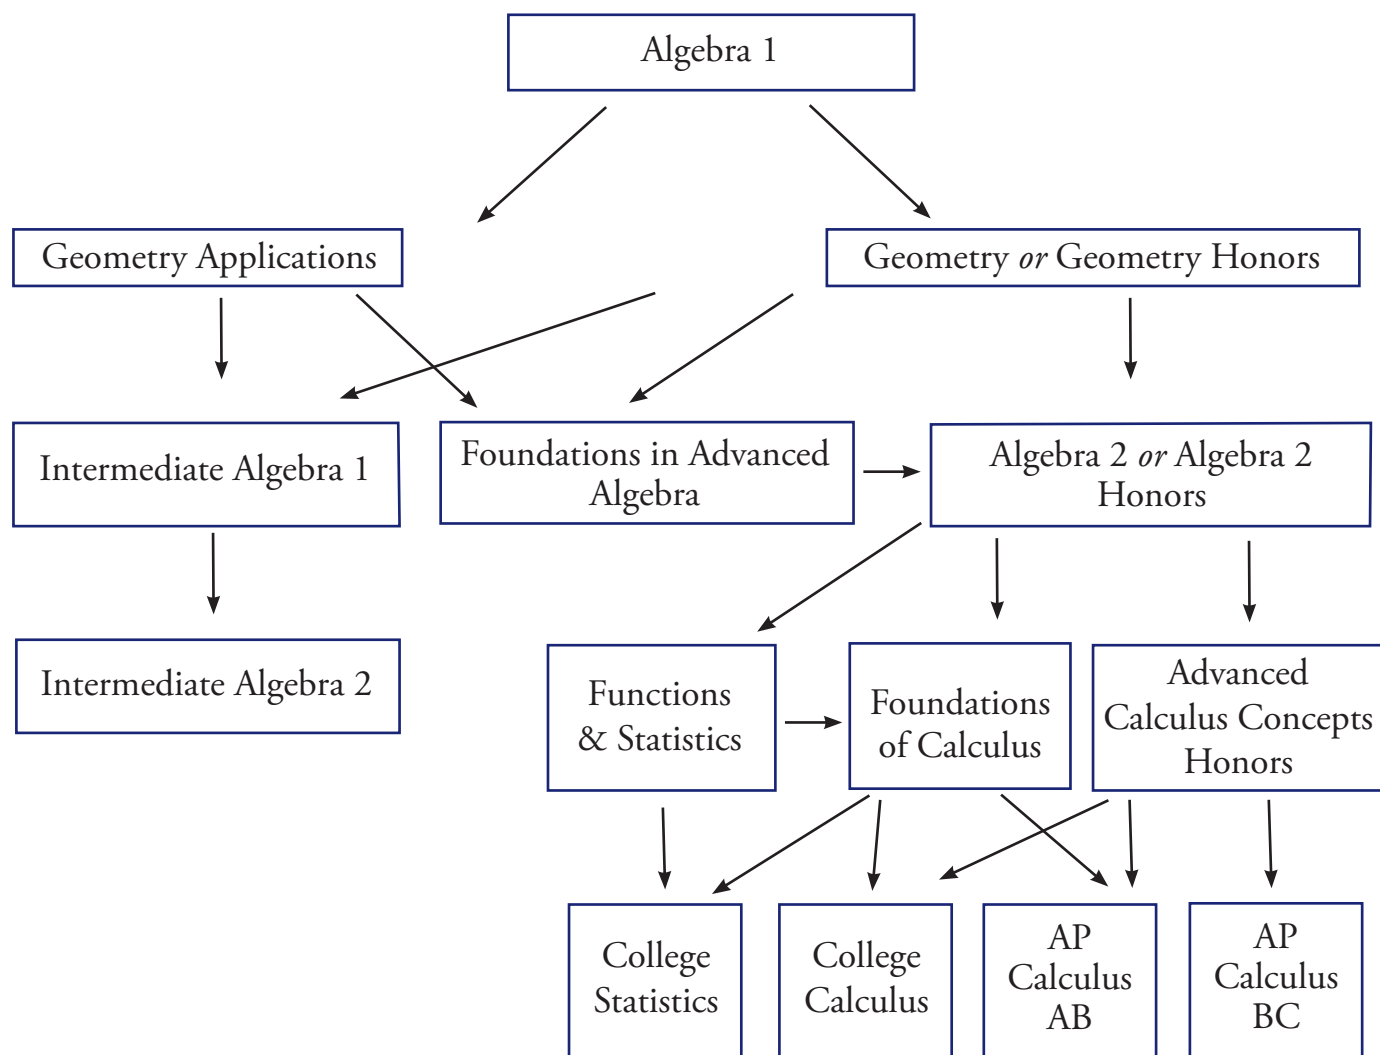 Algebra 1
Geometry Applications
Geometry or Geometry Honors
Intermediate Algebra 1
Foundations in Advanced
Algebra
Algebra 2 or Algebra 2
Honors
Intermediate Algebra 2
Functions
& Statistics
Foundations
of Calculus
Advanced
Calculus Concepts
Honors
College
Statistics
College
Calculus
AP
Calculus
AB
AP
Calculus
BC